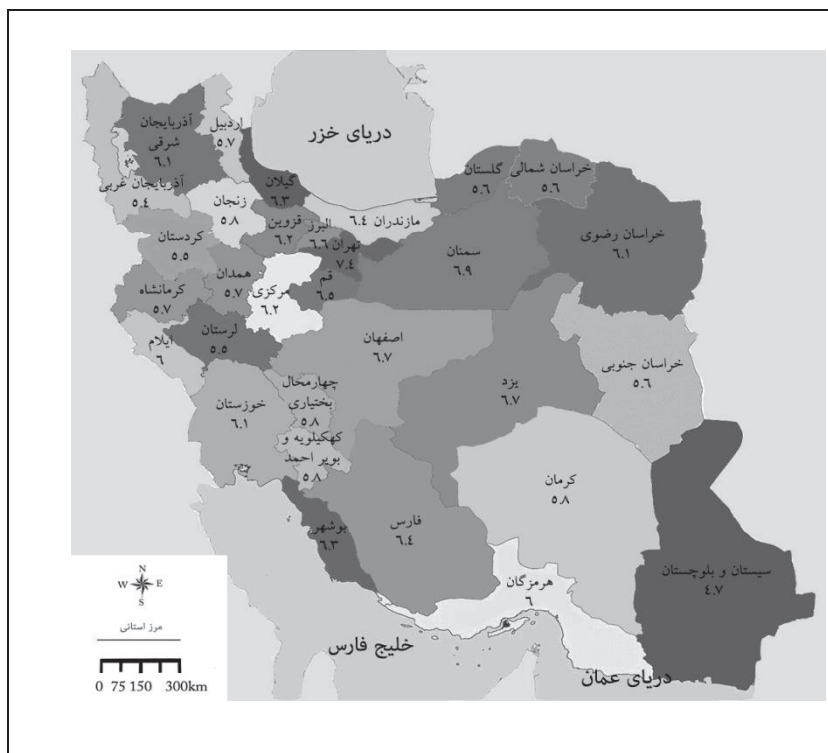 دریای خزر
آذربایجان
شرقی
۶.۱
اردبیل
۵.۷
آذربایجان غربی
۵.۴
گیلان
۶.۳
زنجان
۵.۸
قزوین
۶.۲
البرز
۶.۶
تهران
۷.۴
مازندران ۶.۴
گلستان
۵.۶
خراسان شمالی
۵.۶
خراسان رضوی
۶.۱
سمنان
۶.۹
کردستان
۵.۵
همدان
۵.۷
کرمانشاه
۵.۷
مرکزی
۶.۲
قم
۶.۵
لرستان
۵.۵
ایلام
۶
اصفهان
۶.۷
یزد
۶.۷
خراسان جنوبی
۵.۶
خوزستان
۶.۱
چهارمحال
بختیاری
۵.۸
کهکیلویه و
بویر احمد
۵.۸
کرمان
۵.۸
فارس
۶.۴
بوشهر
۶.۳
هرمزگان
۶
سیستان و بلوچستان
۴.۷
خلیج فارس
دریای عمان
N
W E
S
مرز استانی
0 75 150 300km